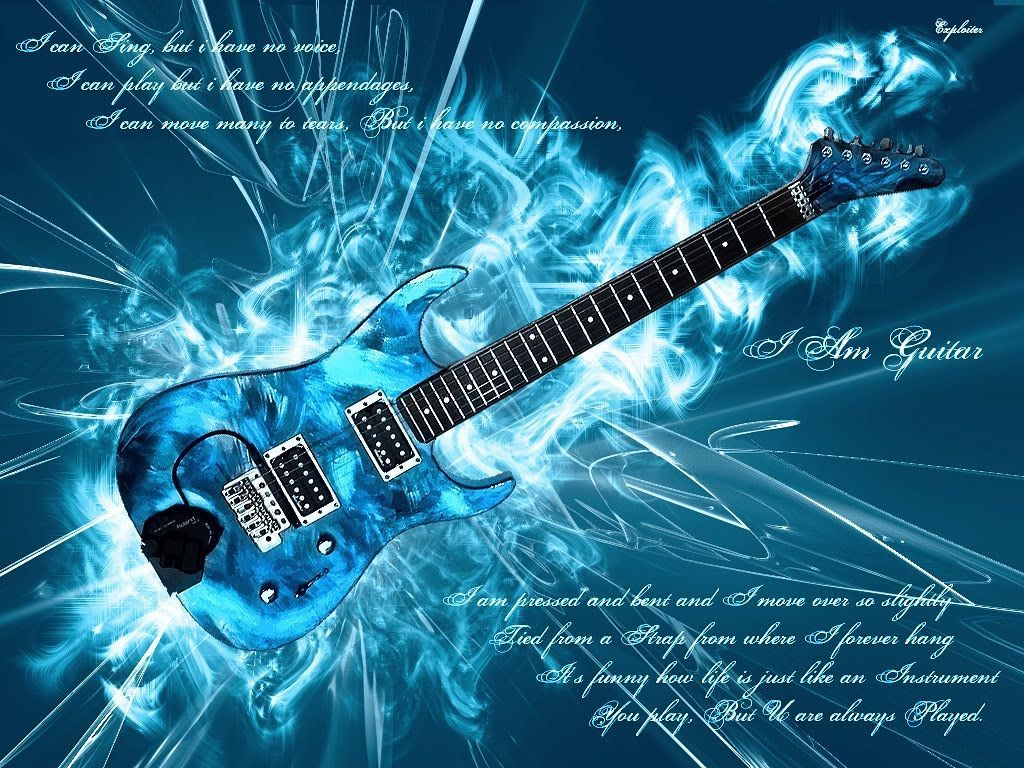 I can Sing, but i have no voice,
Exploiter
I can play but i have no appendages,
I can move many to tears, But i have no compassion,
I Am Guitar
Roland
I am pressed and bent and I move over so slightly
Tied from a Strap from where I forever hang
It's funny how life is just like an Instrument
You play, But U are always Played.